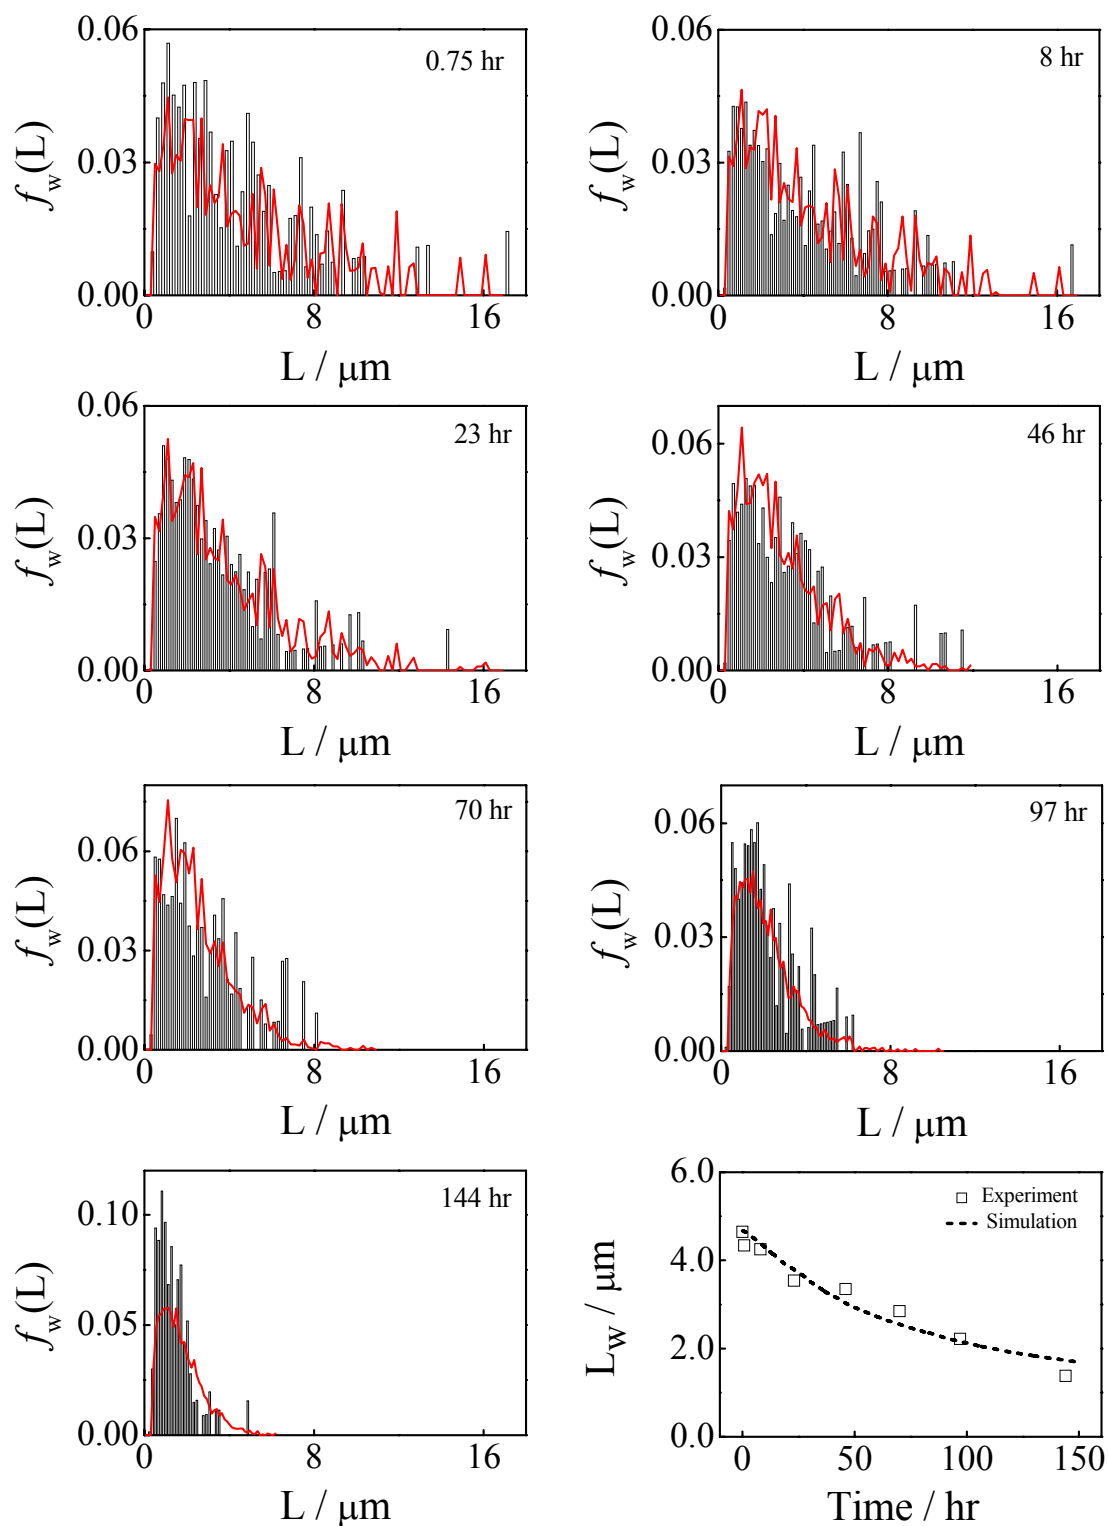 0.06
0.03
0.00
f_w(L)
0.75 hr
0 8 16
L / μm
0.06
0.03
0.00
f_w(L)
8 hr
0 8 16
L / μm
0.06
0.03
0.00
f_w(L)
23 hr
0 8 16
L / μm
0.06
0.03
0.00
f_w(L)
46 hr
0 8 16
L / μm
0.06
0.03
0.00
f_w(L)
70 hr
0 8 16
L / μm
0.06
0.03
0.00
f_w(L)
97 hr
0 8 16
L / μm
0.10
0.05
0.00
f_w(L)
144 hr
0 8 16
L / μm
6.0
4.0
2.0
0.0
L_W / μm
Experiment
Simulation
0 50 100 150
Time / hr